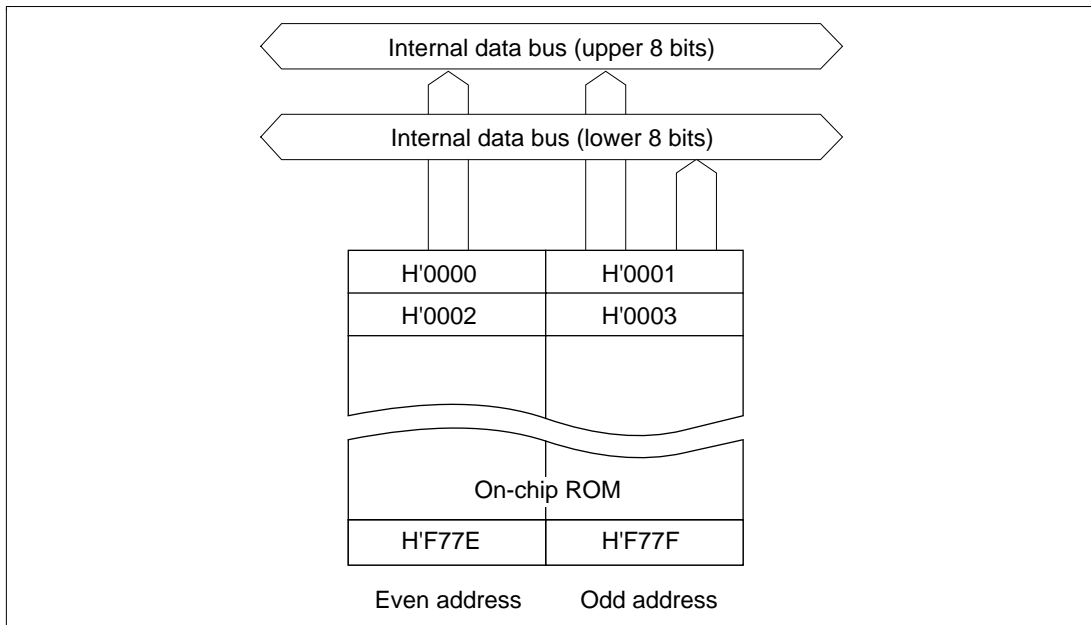 Internal data bus (upper 8 bits)
Internal data bus (lower 8 bits)
H'0000 H'0001
H'0002 H'0003
On-chip ROM
H'F77E H'F77F
Even address Odd address